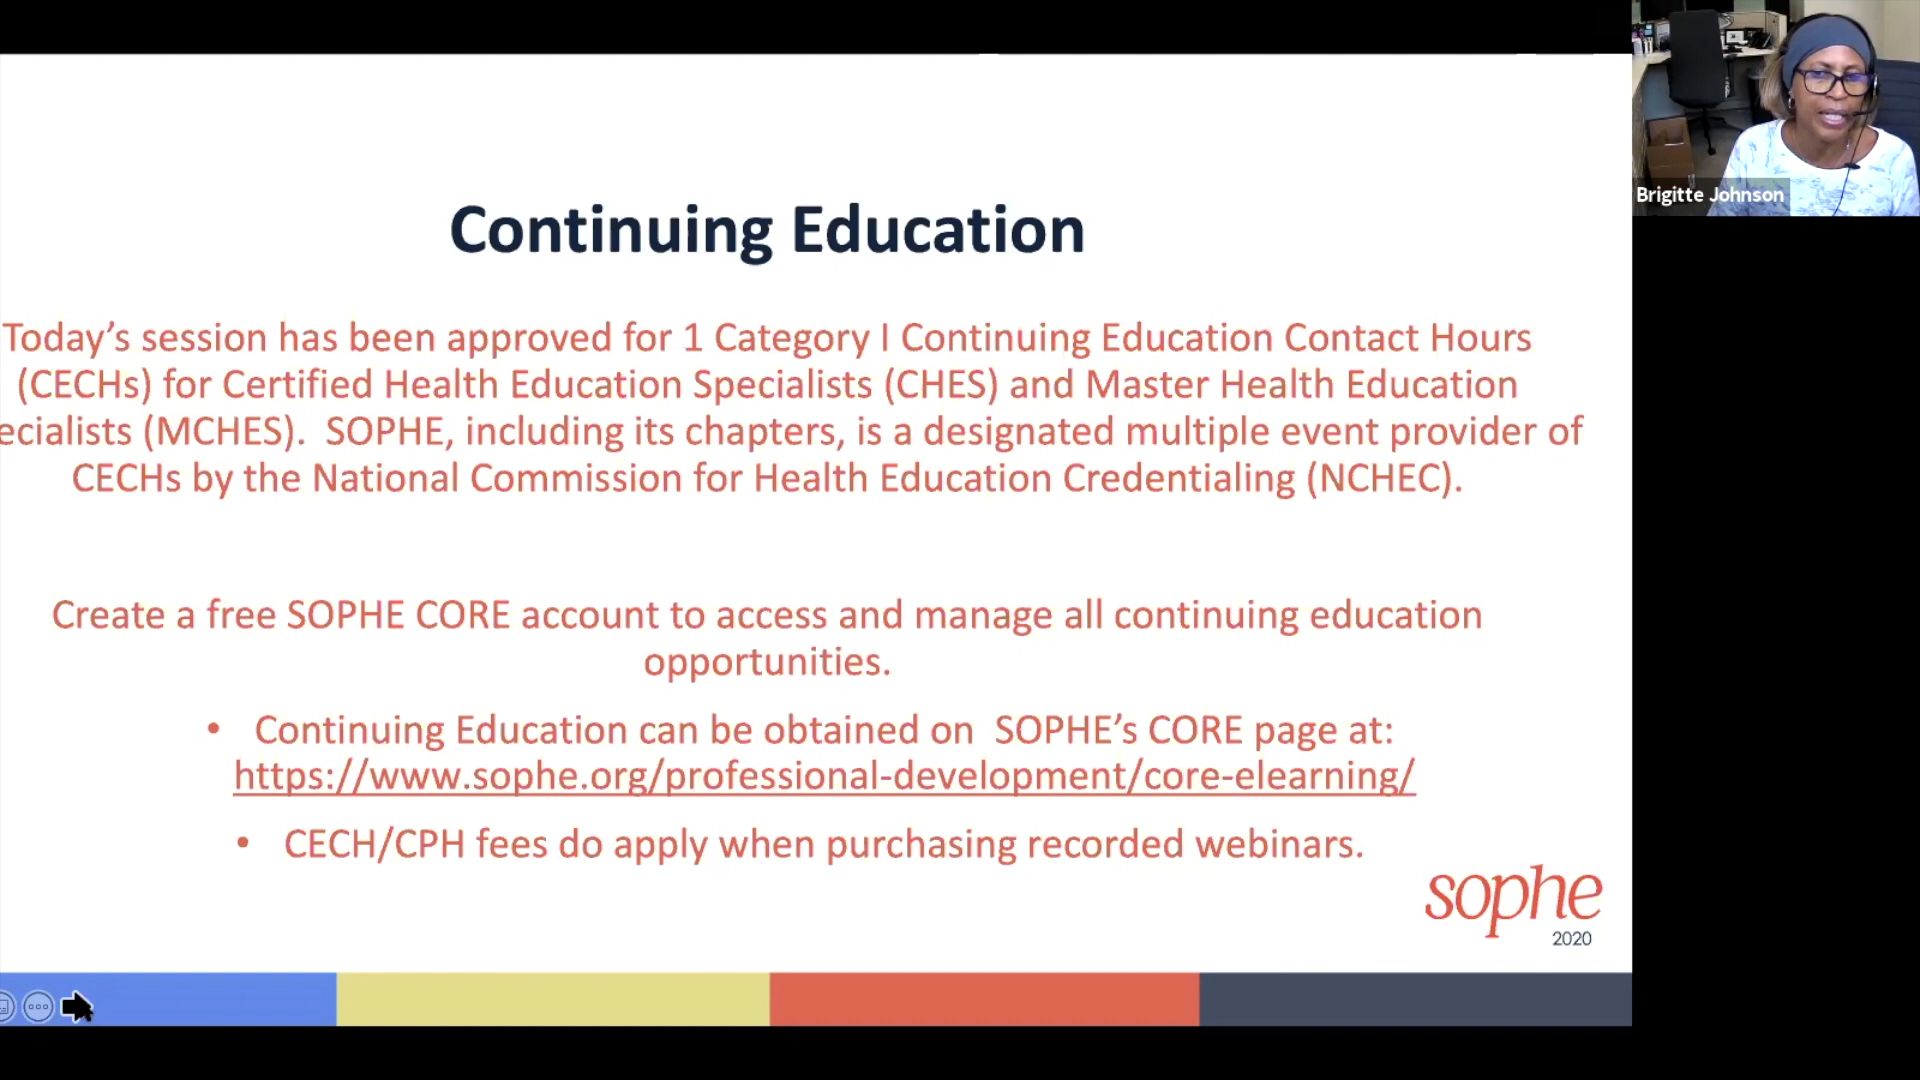 Continuing Education
Today's session has been approved for 1 Category I Continuing Education Contact Hours
(CECHs) for Certified Health Education Specialists (CHES) and Master Health Education
ecialists (MCHES).  SOPHE, including its chapters, is a designated multiple event provider of
CECHs by the National Commission for Health Education Credentialing (NCHEC).
Create a free SOPHE CORE account to access and manage all continuing education
opportunities.
• Continuing Education can be obtained on  SOPHE's CORE page at:
https://www.sophe.org/professional-development/core-elearning/
• CECH/CPH fees do apply when purchasing recorded webinars.
sophe
2020
Brigitte Johnson